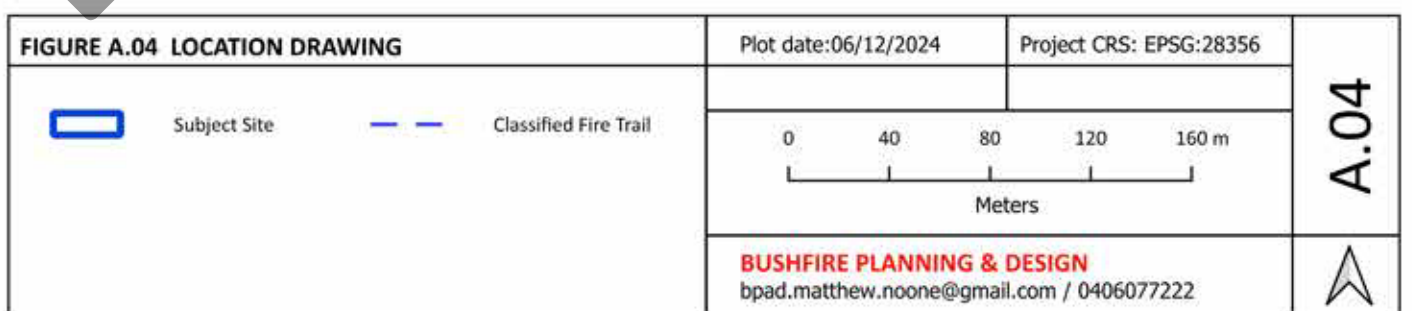 FIGURE A.04 LOCATION DRAWING
Plot date:06/12/2024
Project CRS: EPSG:28356
Subject Site
Classified Fire Trail
0 40 80 120 160 m
Meters
BUSHFIRE PLANNING & DESIGN
bpad.matthew.noone@gmail.com / 0406077222
A.04